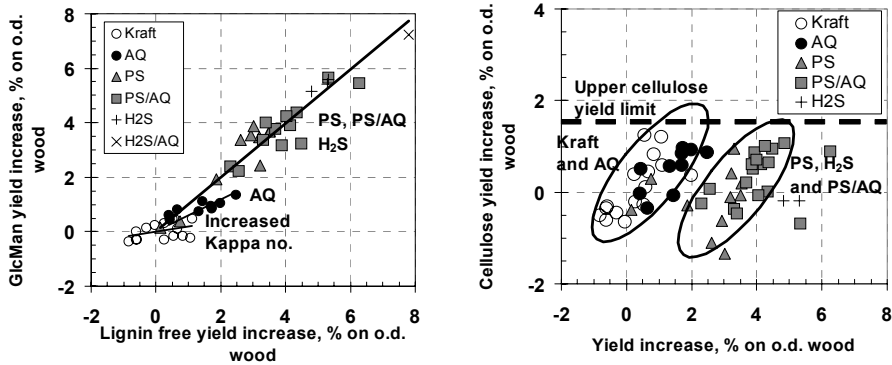 8
6
4
2
0
-2
-2
0
2
4
6
8
GlcMan yield increase, % on o.d.
wood
Lignin free yield increase, % on o.d.
wood
Kraft
AQ
PS
PS/AQ
H2S
H2S/AQ
PS, PS/AQ
H2S
AQ
Increased
Kappa no.
4
2
0
-2
-4
-2
0
2
4
6
8
Cellulose yield increase, % on o.d.
wood
Yield increase, % on o.d. wood
Kraft
AQ
PS
PS/AQ
H2S
Upper cellulose
yield limit
Kraft
and AQ
PS, H2S
and PS/AQ